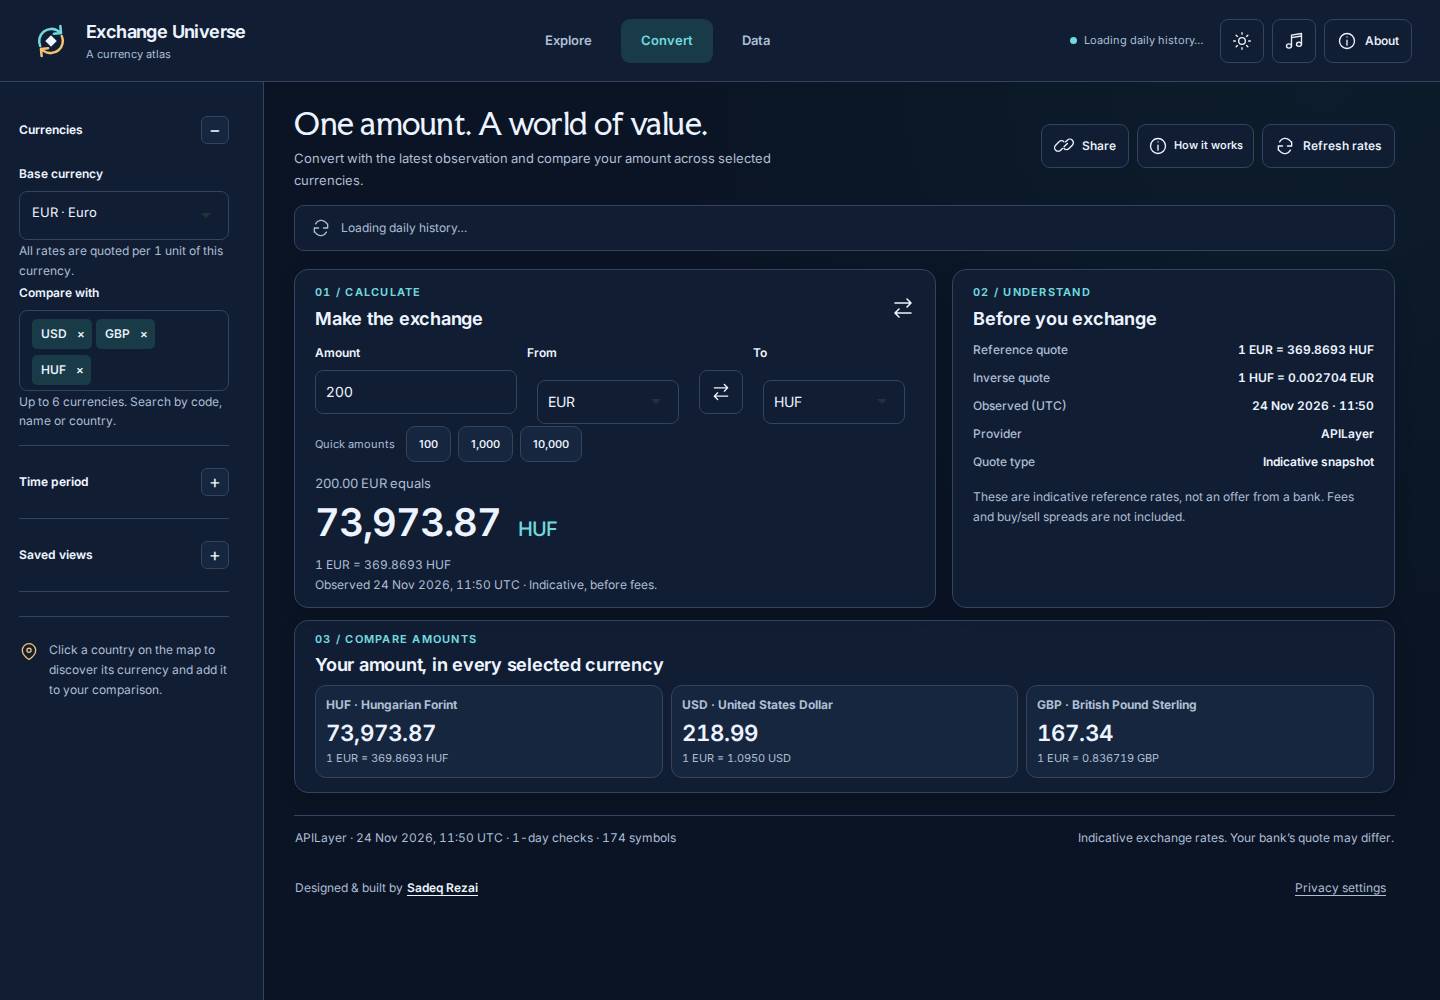 Exchange Universe
A currency atlas
Explore
Convert
Data
Loading daily history...
About
Currencies
−
Base currency
EUR · Euro
All rates are quoted per 1 unit of this
currency.
Compare with
USD ×
GBP ×
HUF ×
Up to 6 currencies. Search by code,
name or country.
Time period
+
Saved views
+
Click a country on the map to
discover its currency and add it
to your comparison.
One amount. A world of value.
Convert with the latest observation and compare your amount across selected
currencies.
Share
How it works
Refresh rates
Loading daily history...
01 / CALCULATE
Make the exchange
Amount
From
To
200
EUR
HUF
Quick amounts
100
1,000
10,000
200.00 EUR equals
73,973.87 HUF
1 EUR = 369.8693 HUF
Observed 24 Nov 2026, 11:50 UTC · Indicative, before fees.
02 / UNDERSTAND
Before you exchange
Reference quote 1 EUR = 369.8693 HUF
Inverse quote 1 HUF = 0.002704 EUR
Observed (UTC) 24 Nov 2026 · 11:50
Provider APILayer
Quote type Indicative snapshot
These are indicative reference rates, not an offer from a bank. Fees
and buy/sell spreads are not included.
03 / COMPARE AMOUNTS
Your amount, in every selected currency
HUF · Hungarian Forint
73,973.87
1 EUR = 369.8693 HUF
USD · United States Dollar
218.99
1 EUR = 1.0950 USD
GBP · British Pound Sterling
167.34
1 EUR = 0.836719 GBP
APILayer · 24 Nov 2026, 11:50 UTC · 1-day checks · 174 symbols
Indicative exchange rates. Your bank's quote may differ.
Designed & built by Sadeq Rezai
Privacy settings